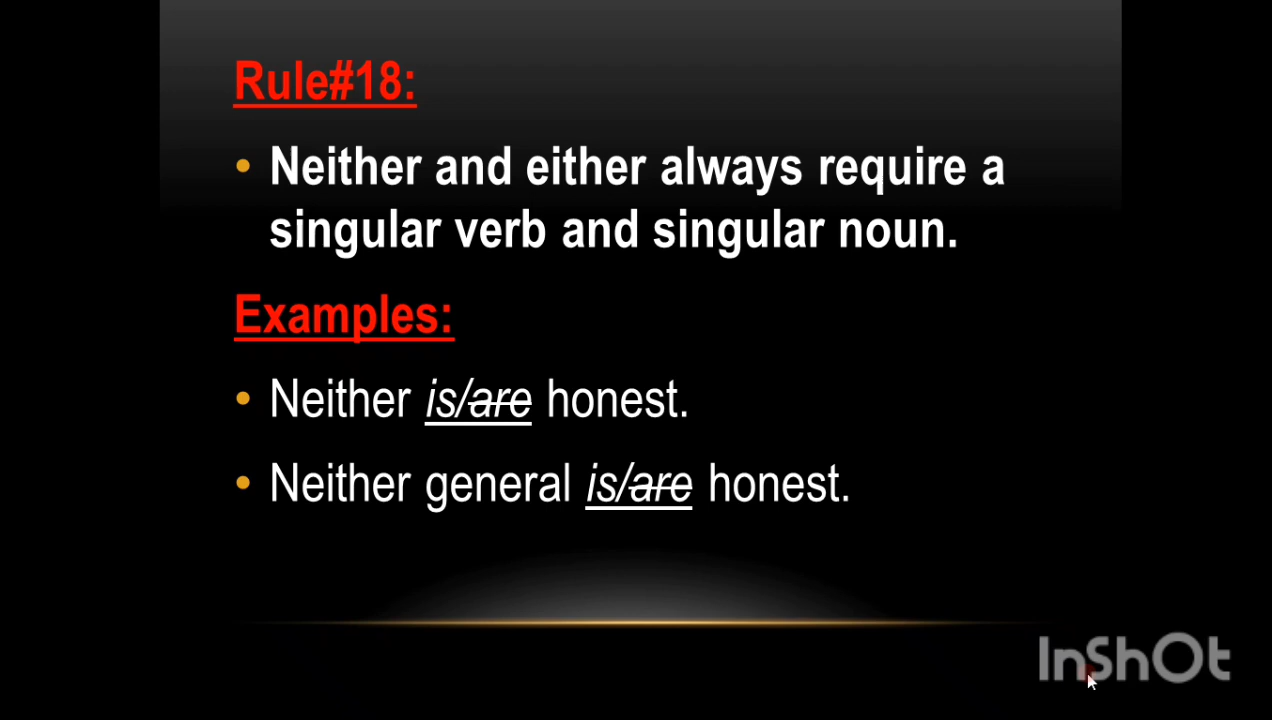 Rule#18:
• Neither and either always require a
singular verb and singular noun.
Examples:
• Neither is/are honest.
• Neither general is/are honest.
InShOt